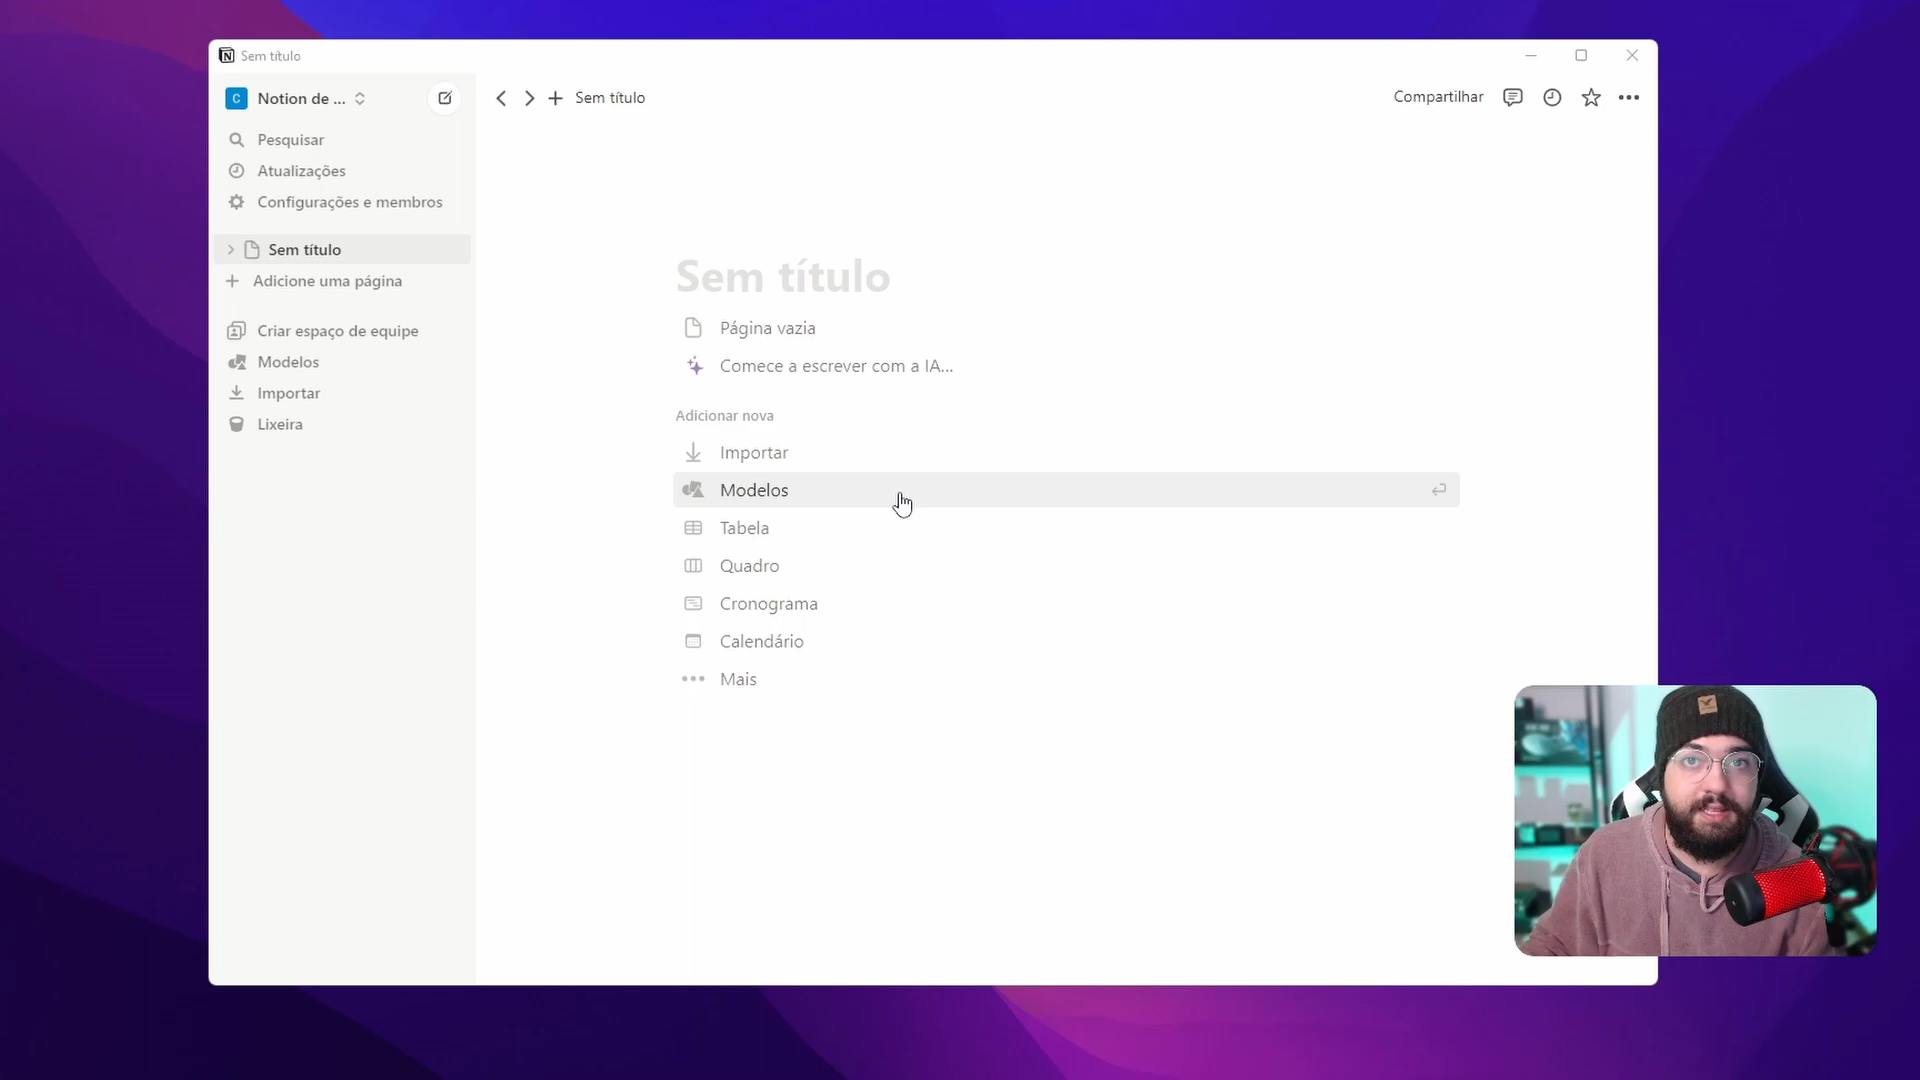 Sem título
C Notion de ...
Pesquisar
Atualizações
Configurações e membros
Sem título
Adicione uma página
Criar espaço de equipe
Modelos
Importar
Lixeira
Sem título
Compartilhar
Sem título
Página vazia
Comece a escrever com a IA...
Adicionar nova
Importar
Modelos
Tabela
Quadro
Cronograma
Calendário
Mais